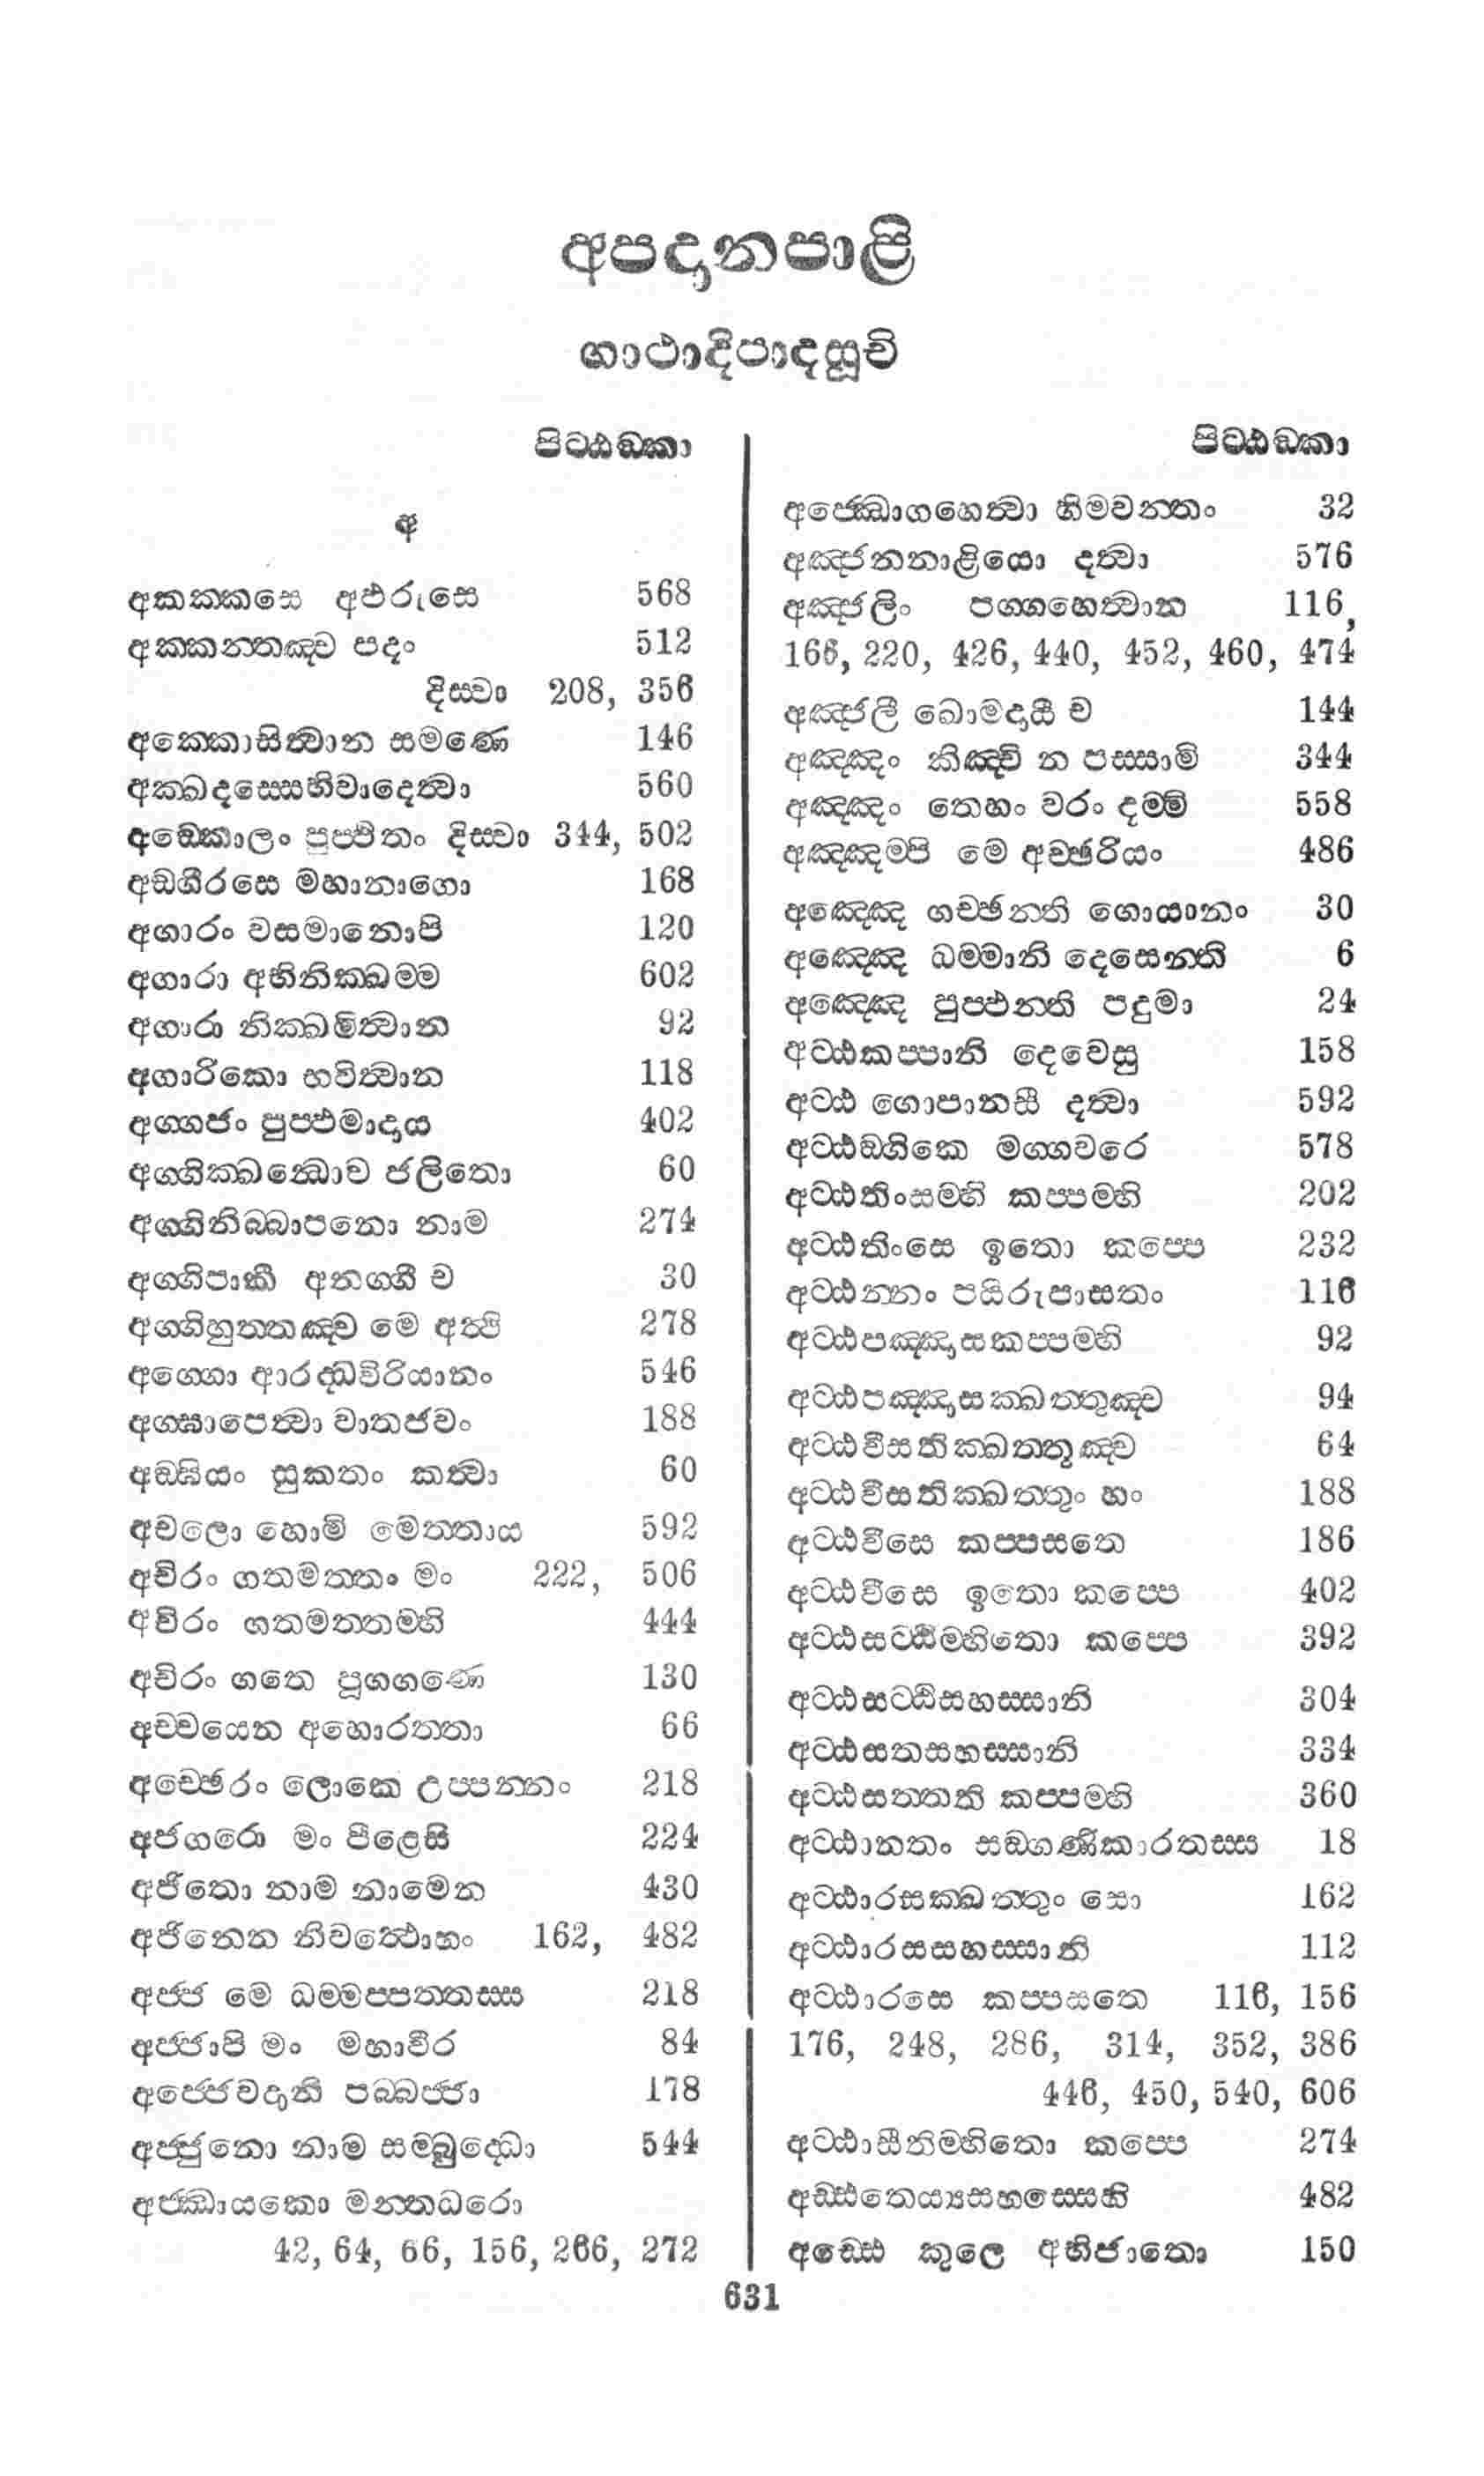 අපදානපාළි
ගාථාදිපාදසූචි
පිට්ඨඞ්කා
අ
අකක්කසෙ අඵරුසෙ 568
අක්කන්තඤ්ච පදං 512
දිස්වා 208, 356
අක්කොසිත්වාන සමණෙ 146
අක්ඛදස්සෙභිවාදෙත්වා 560
අඞ්කොලං පුප්ඵිතං දිස්වා 344, 502
අඞ්ගීරසෙ මහානාගො 168
අගාරං වසමානොපි 120
අගාරා අභිනික්ඛම්ම 602
අගාරා නික්ඛමිත්වාන 92
අගාරිකො භවිත්වාන 118
අග්ගජං පුප්ඵමාදාය 402
අග්ගික්ඛන්ධොව ජලිතො 60
අග්ගිනිබ්බාපනො නාම 274
අග්ගිපාකී අනග්ගී ච 30
අග්ගිහුත්තඤ්ච මෙ අත්ථි 278
අග්ගො ආරද්ධවිරියානං 546
අග්ඝාපෙත්වා වාතජවං 188
අඞ්ඝියං සුකතං කත්වා 60
අචලො හොමි මෙත්තාය 592
අචිරං ගතමත්තං මං 222, 506
අචිරං ගතමත්තම්හි 444
අචිරං ගතෙ පූගගණෙ 130
අච්චයෙන අහොරත්තා 66
අච්ඡෙරං ලොකෙ උප්පන්නං 218
අජගරො මං පීළෙසි 224
අජිතො නාම නාමෙන 430
අජිනෙන නිවත්ථොහං 162, 482
අජ්ජ මෙ ධම්මප්පත්තස්ස 218
අජ්ජාපි මං මහාවීර 84
අජ්ජෙවදානි පබ්බජ්ජා 178
අජ්ජුනො නාම සම්බුද්ධො 544
අජ්ඣායකො මන්තධරො
42, 64, 66, 156, 266, 272
පිට්ඨඞ්කා
අජ්ඣොගහෙත්වා හිමවන්තං 32
අඤ්ජනනාළියො දත්වා 576
අඤ්ජලිං පග්ගහෙත්වාන 116,
166, 220, 426, 440, 452, 460, 474
අඤ්ජලී ඛොමදායී ච 144
අඤ්ඤං කිඤ්චි න පස්සාමි 344
අඤ්ඤං තෙහං වරං දම්මි 558
අඤ්ඤම්පි මෙ අච්ඡරියං 486
අඤ්ඤෙ ගච්ඡන්ති ගොයානං 30
අඤ්ඤෙ ධම්මානි දෙසෙන්ති 6
අඤ්ඤෙ පුප්ඵන්ති පදුමා 24
අට්ඨකප්පානි දෙවෙසු 158
අට්ඨ ගොපානසී දත්වා 592
අට්ඨඞ්ගිකෙ මග්ගවරෙ 578
අට්ඨතිංසම්හි කප්පම්හි 202
අට්ඨතිංසෙ ඉතො කප්පෙ 232
අට්ඨන්නං පයිරුපාසතං 116
අට්ඨපඤ්ඤාසකප්පම්හි 92
අට්ඨපඤ්ඤාසක්ඛත්තුඤ්ච 94
අට්ඨවීසතික්ඛත්තූඤ්ච 64
අට්ඨවීසතික්ඛත්තුං හං 188
අට්ඨවීසෙ කප්පසතෙ 186
අට්ඨවීසෙ ඉතො කප්පෙ 402
අට්ඨසට්ඨිම්හිතො කප්පෙ 392
අට්ඨසට්ඨිසහස්සානි 304
අට්ඨසතසහස්සානි 334
අට්ඨසත්තති කප්පම්හි 360
අට්ඨානතං සඞ්ගණිකාරතස්ස 18
අට්ඨාරසක්ඛත්තුං සො 162
අට්ඨාරසසහස්සානි 112
අට්ඨාරසෙ කප්පසතෙ 116, 156
176, 248, 286, 314, 352, 386
446, 450, 540, 606
අට්ඨාසීතිම්හිතො කප්පෙ 274
අඩ්ඪතෙය්‍යසහස්සෙහි 482
අඩ්ඪෙ කුලෙ අභිජාතො 150
631